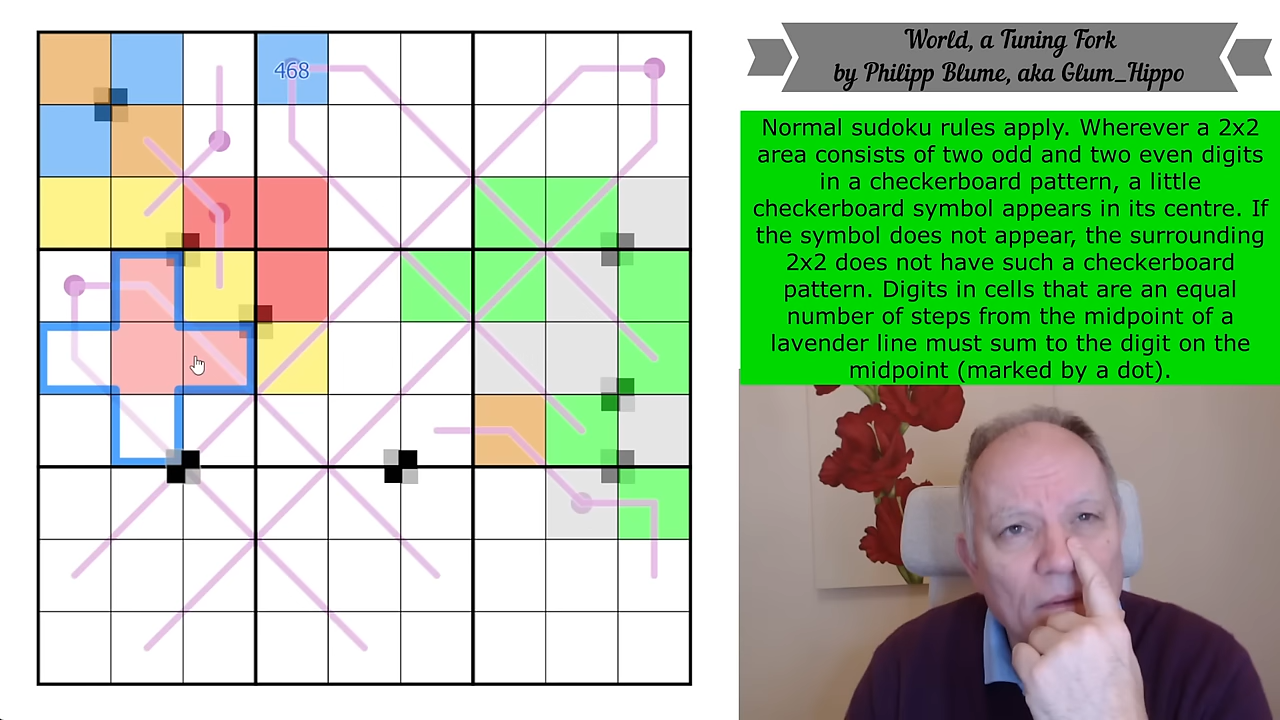 World, a Tuning Fork
by Philipp Blume, aka Glum_Hippo
Normal sudoku rules apply. Wherever a 2x2
area consists of two odd and two even digits
in a checkerboard pattern, a little
checkerboard symbol appears in its centre. If
the symbol does not appear, the surrounding
2x2 does not have such a checkerboard
pattern. Digits in cells that are an equal
number of steps from the midpoint of a
lavender line must sum to the digit on the
midpoint (marked by a dot).
468